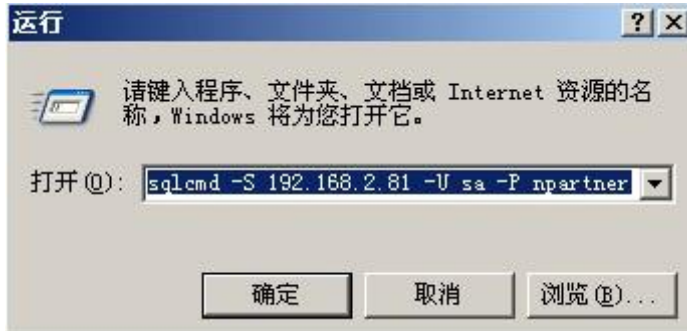 运行
请键入程序、文件夹、文档或 Internet 资源的名
称，Windows 将为您打开它。
打开(O)： sqlcmd -S 192.168.2.81 -U sa -P npartner
确定 取消 浏览(B)...